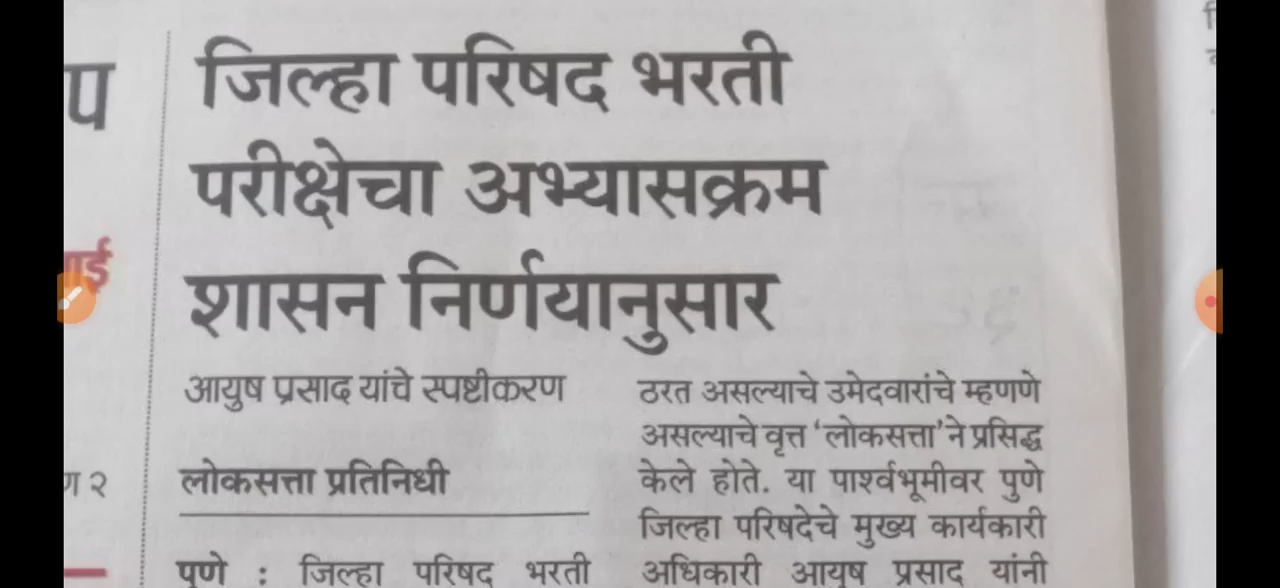 जिल्हा परिषद भरती
परीक्षेचा अभ्यासक्रम
शासन निर्णयानुसार
आयुष प्रसाद यांचे स्पष्टीकरण
लोकसत्ता प्रतिनिधी
पुणे : जिल्हा परिषद भरती
ठरत असल्याचे उमेदवारांचे म्हणणे
असल्याचे वृत्त ‘लोकसत्ता’ने प्रसिद्ध
केले होते. या पार्श्वभूमीवर पुणे
जिल्हा परिषदेचे मुख्य कार्यकारी
अधिकारी आयुष प्रसाद यांनी